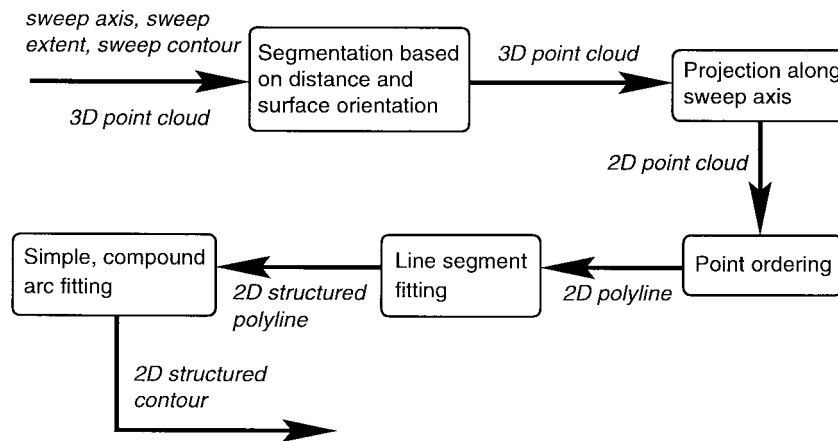 sweep axis, sweep
extent, sweep contour
3D point cloud
Segmentation based
on distance and
surface orientation
3D point cloud
Projection along
sweep axis
2D point cloud
Point ordering
2D polyline
Line segment
fitting
2D structured
polyline
Simple, compound
arc fitting
2D structured
contour